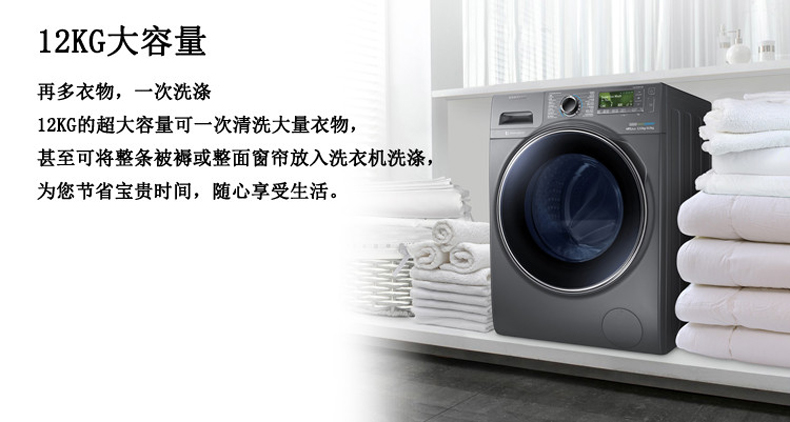 12KG大容量
再多衣物，一次洗涤
12KG的超大容量可一次清洗大量衣物，
甚至可将整条被褥或整面窗帘放入洗衣机洗涤，
为您节省宝贵时间，随心享受生活。